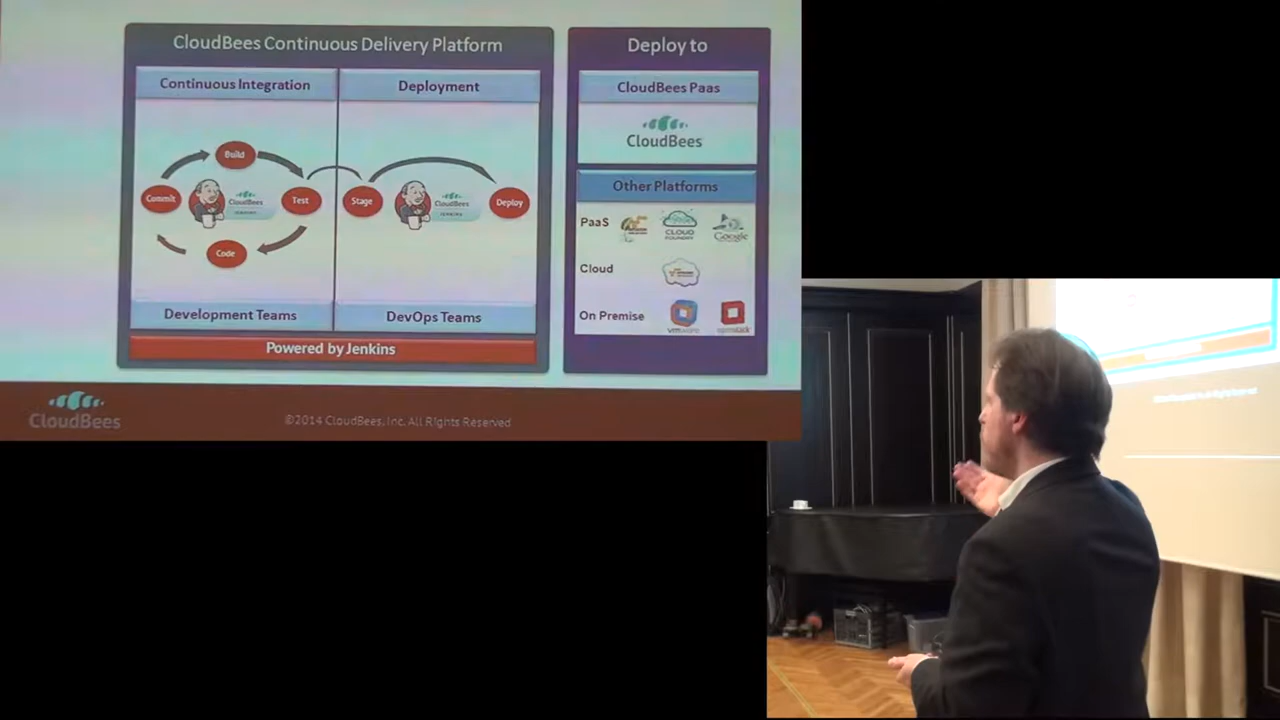 CloudBees Continuous Delivery Platform
Continuous Integration
Deployment
Build
Commit
CloudBees
Test
Code
Stage
CloudBees
Deploy
Development Teams
DevOps Teams
Powered by Jenkins
Deploy to
CloudBees Paas
CloudBees
Other Platforms
PaaS
CLOUD
FOUNDRY
Google
Cloud
On Premise
vmware
openstack
CloudBees
©2014 CloudBees, Inc. All Rights Reserved